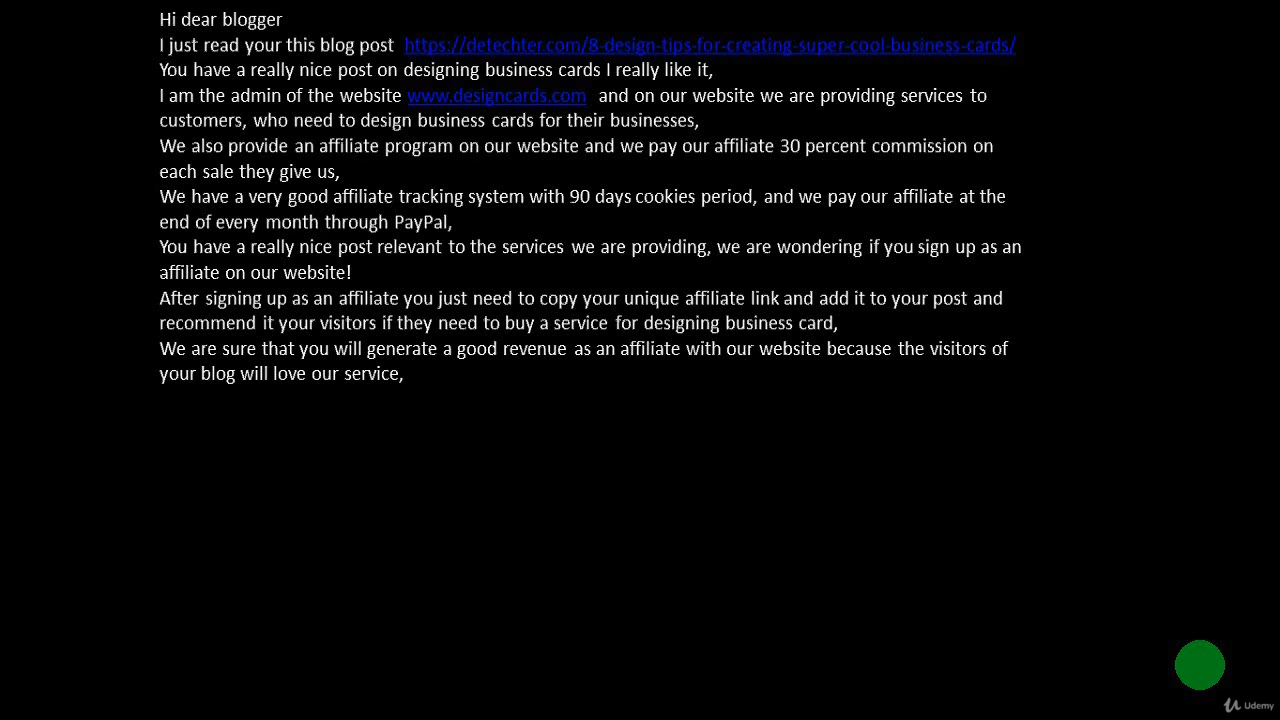 Hi dear blogger
I just read your this blog post https://detechter.com/8-design-tips-for-creating-super-cool-business-cards/
You have a really nice post on designing business cards I really like it,
I am the admin of the website www.designcards.com and on our website we are providing services to
customers, who need to design business cards for their businesses,
We also provide an affiliate program on our website and we pay our affiliate 30 percent commission on
each sale they give us,
We have a very good affiliate tracking system with 90 days cookies period, and we pay our affiliate at the
end of every month through PayPal,
You have a really nice post relevant to the services we are providing, we are wondering if you sign up as an
affiliate on our website!
After signing up as an affiliate you just need to copy your unique affiliate link and add it to your post and
recommend it your visitors if they need to buy a service for designing business card,
We are sure that you will generate a good revenue as an affiliate with our website because the visitors of
your blog will love our service,
Udemy